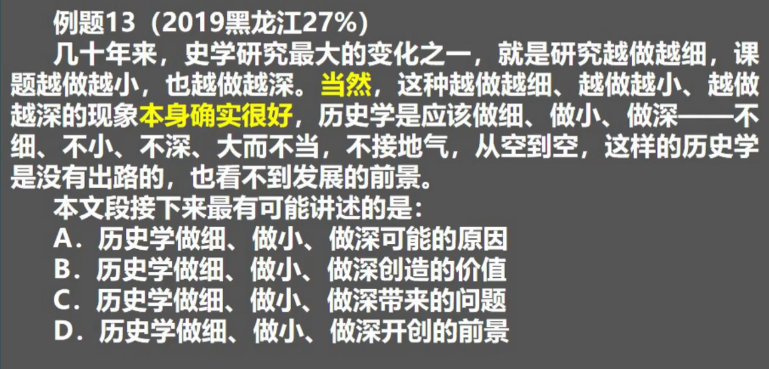 例题13（2019黑龙江27%）
几十年来，史学研究最大的变化之一，就是研究越做越细，课
题越做越小，也越做越深。当然，这种越做越细、越做越小、越做
越深的现象本身确实很好，历史学是应该做细、做小、做深——不
细、不小、不深、大而不当，不接地气，从空到空，这样的历史学
是没有出路的，也看不到发展的前景。
本文段接下来最有可能讲述的是：
A．历史学做细、做小、做深可能的原因
B．历史学做细、做小、做深创造的价值
C．历史学做细、做小、做深带来的问题
D．历史学做细、做小、做深开创的前景